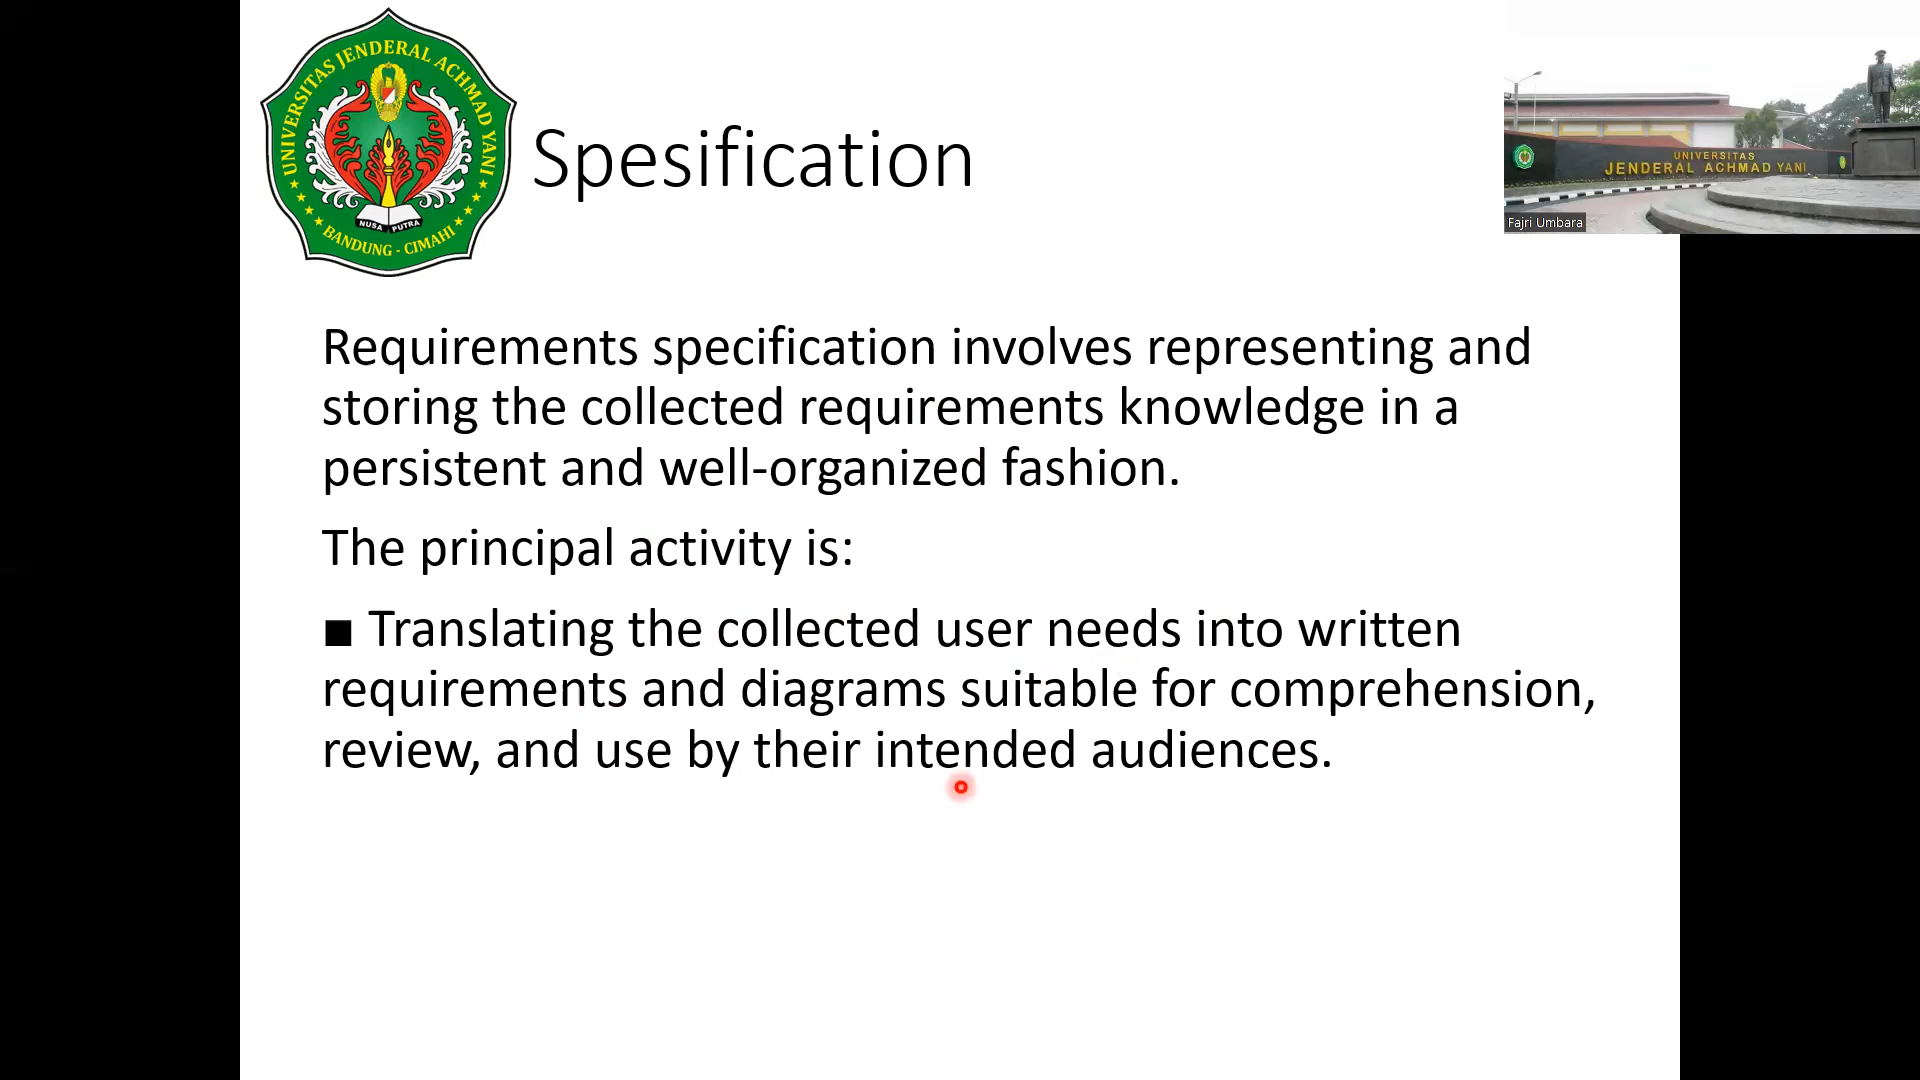 UNIVERSITAS JENDERAL ACHMAD YANI
NUSA PUTRA
BANDUNG - CIMAHI
Spesification
UNIVERSITAS
JENDERAL ACHMAD YANI
Fajri Umbara
Requirements specification involves representing and
storing the collected requirements knowledge in a
persistent and well-organized fashion.
The principal activity is:
■ Translating the collected user needs into written
requirements and diagrams suitable for comprehension,
review, and use by their intended audiences.